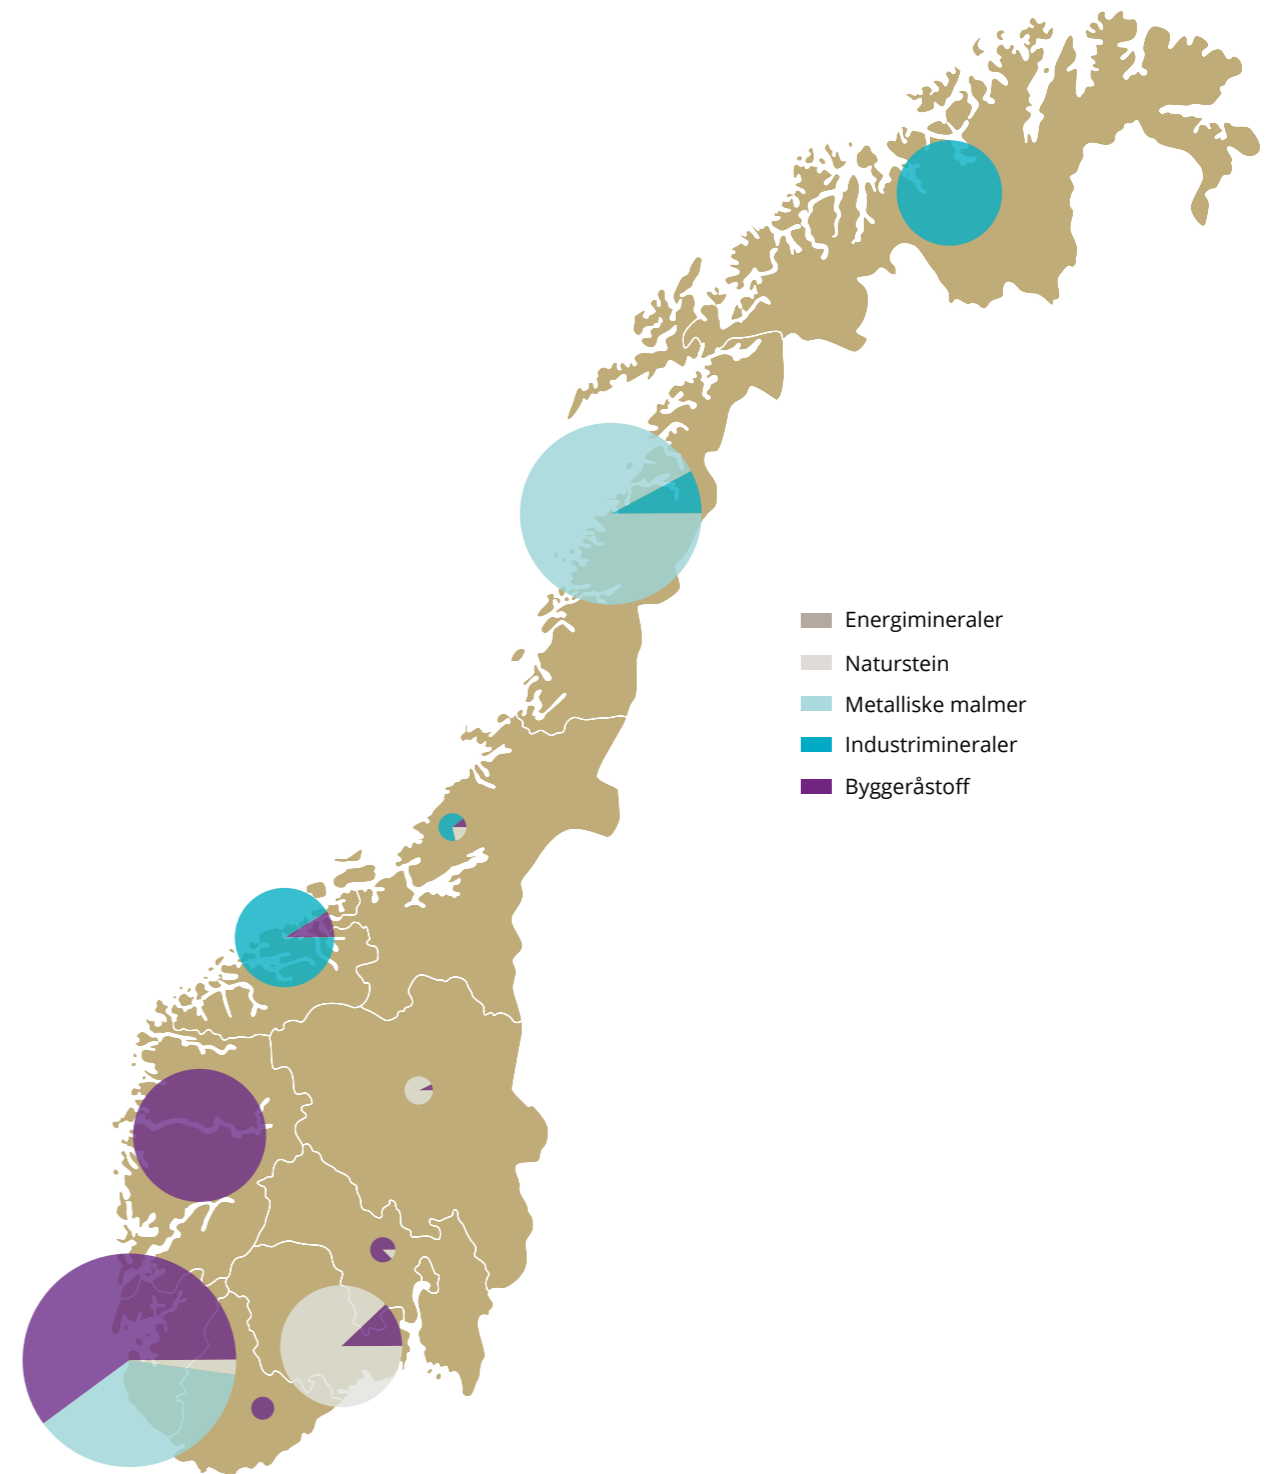 Energimineraler
Naturstein
Metalliske malmer
Industrimineraler
Byggeråstoff